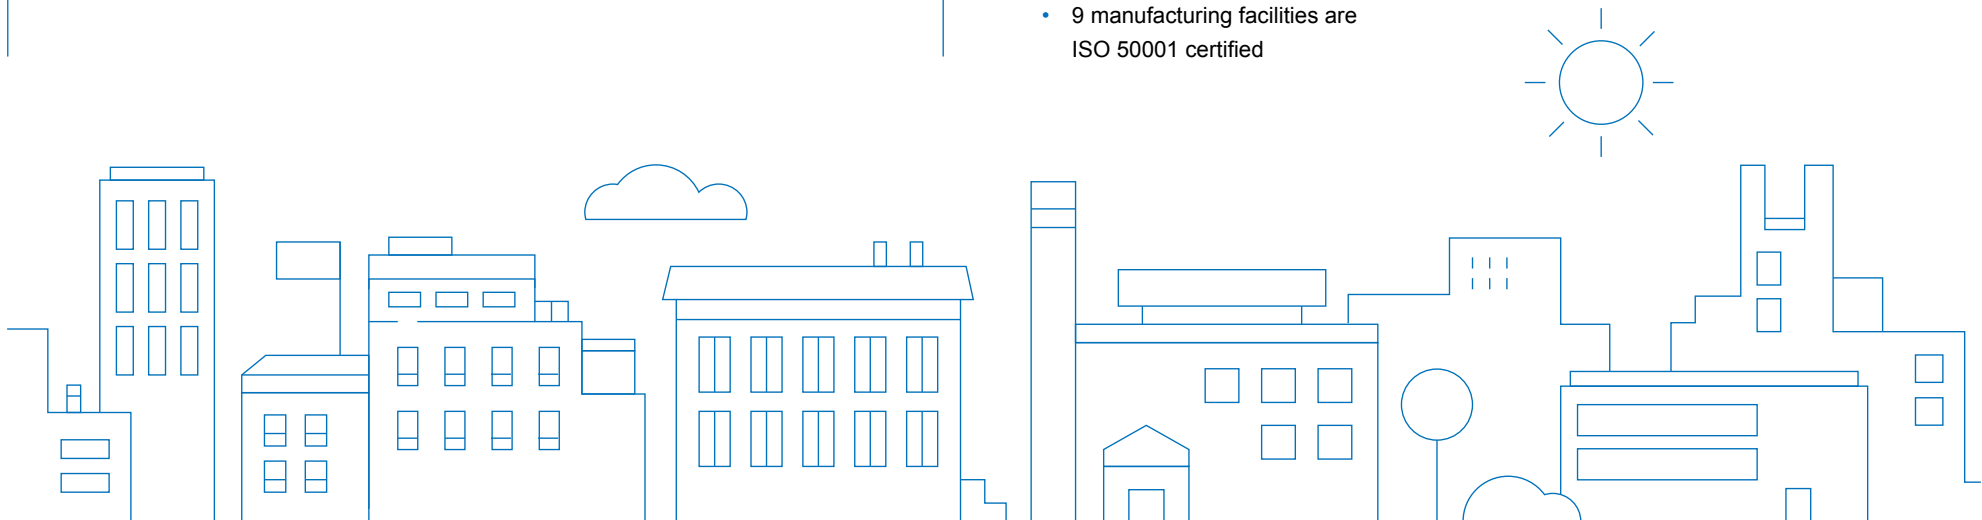 • 9 manufacturing facilities are
ISO 50001 certified